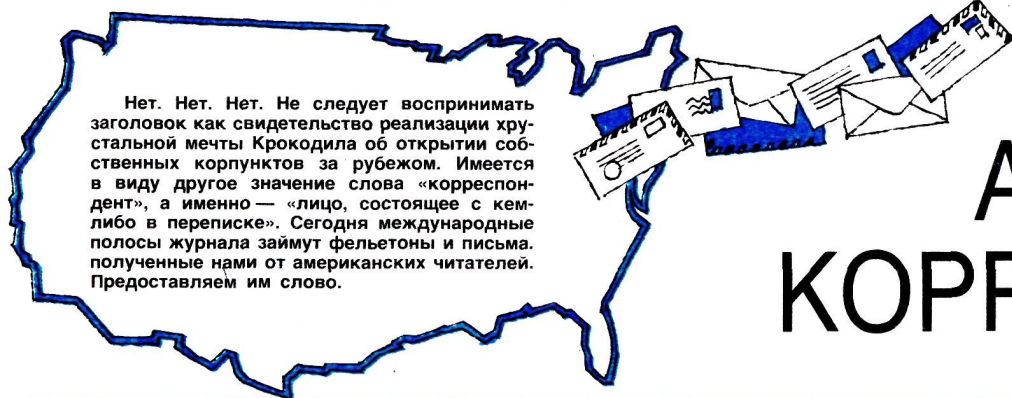 Нет. Нет. Нет. Не следует воспринимать
заголовок как свидетельство реализации хру-
стальной мечты Крокодила об открытии соб-
ственных корпунктов за рубежом. Имеется
в виду другое значение слова «корреспон-
дент», а именно — «лицо, состоящее с кем-
либо в переписке». Сегодня международные
полосы журнала займут фельетоны и письма.
полученные нами от американских читателей.
Предоставляем им слово.
А
КОРР